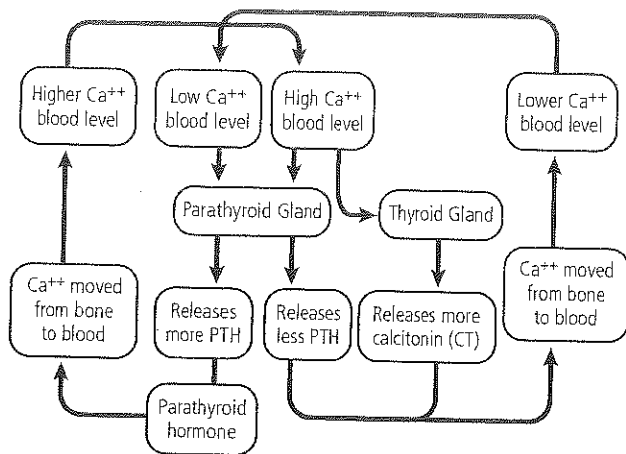 Higher Ca++
blood level
Low Ca++
blood level
High Ca++
blood level
Lower Ca++
blood level
Parathyroid Gland
Thyroid Gland
Ca++ moved
from bone
to blood
Releases
more PTH
Releases
less PTH
Releases more
calcitonin (CT)
Ca++ moved
from bone
to blood
Parathyroid
hormone